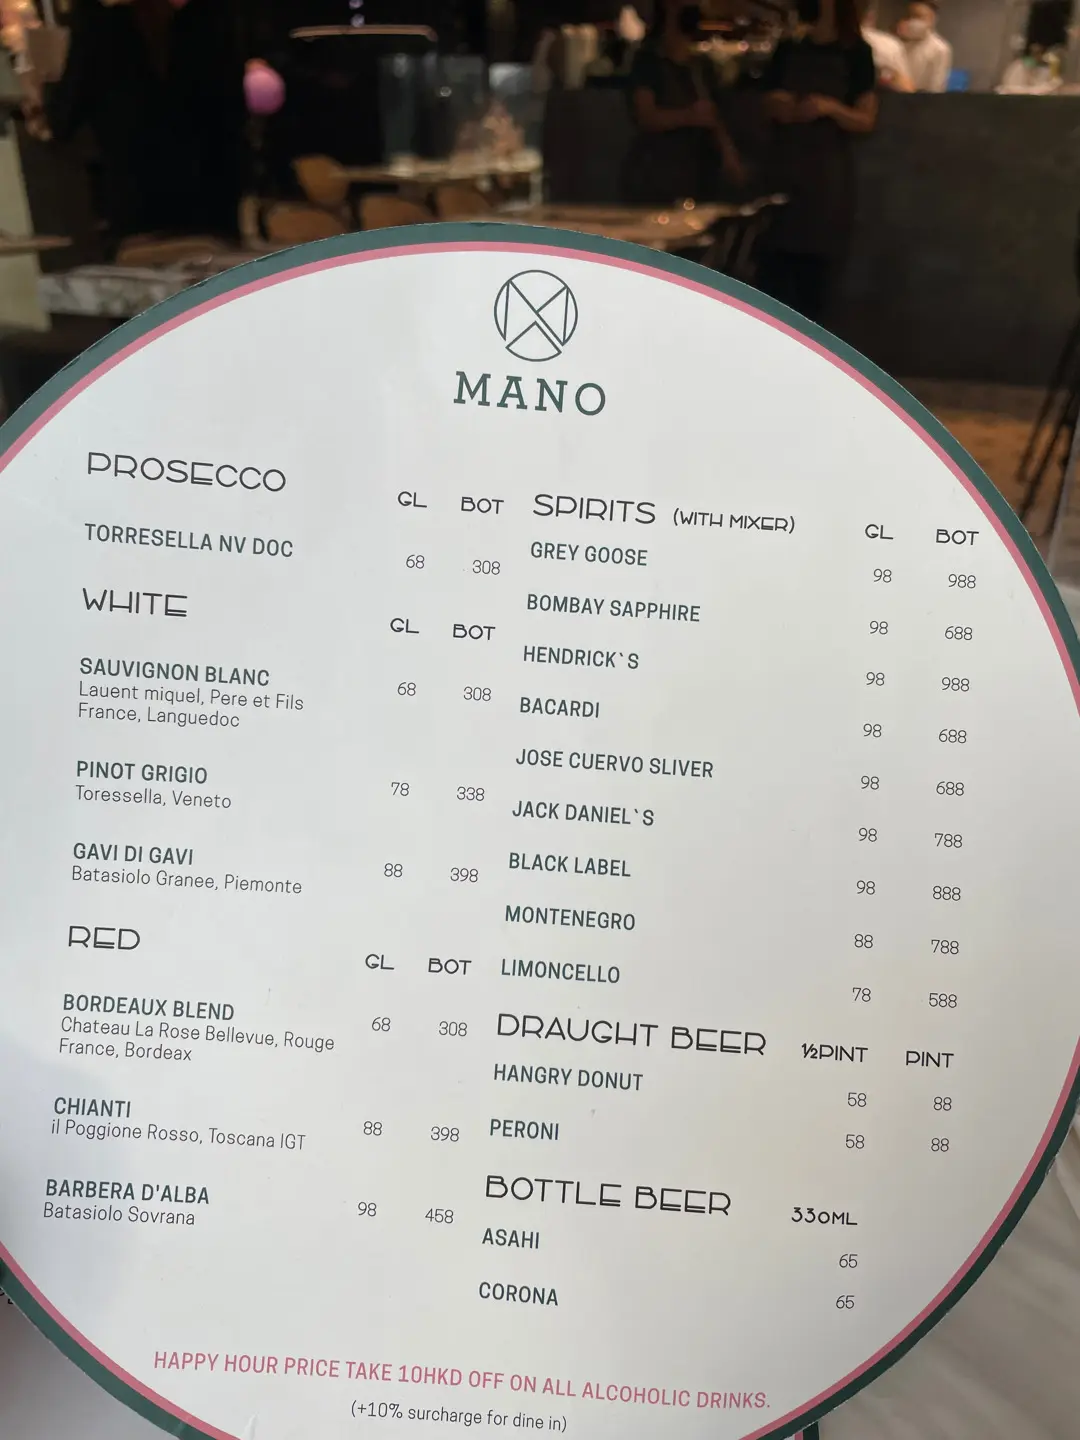 MANO
PROSECCO
GL BOT
TORRESELLA NV DOC 68 308
WHITE
GL BOT
SAUVIGNON BLANC 68 308
Lauent miquel, Pere et Fils
France, Languedoc
PINOT GRIGIO 78 338
Toressella, Veneto
GAVI DI GAVI 88 398
Batasiolo Granee, Piemonte
RED
GL BOT
BORDEAUX BLEND 68 308
Chateau La Rose Bellevue, Rouge
France, Bordeax
CHIANTI 88 398
il Poggione Rosso, Toscana IGT
BARBERA D'ALBA 98 458
Batasiolo Sovrana
SPIRITS (WITH MIXER) GL BOT
GREY GOOSE 98 988
BOMBAY SAPPHIRE 98 688
HENDRICK`S 98 988
BACARDI 98 688
JOSE CUERVO SLIVER 98 688
JACK DANIEL`S 98 788
BLACK LABEL 98 888
MONTENEGRO 88 788
LIMONCELLO 78 588
DRAUGHT BEER ½PINT PINT
HANGRY DONUT 58 88
PERONI 58 88
BOTTLE BEER 330ML
ASAHI 65
CORONA 65
HAPPY HOUR PRICE TAKE 10HKD OFF ON ALL ALCOHOLIC DRINKS.
(+10% surcharge for dine in)